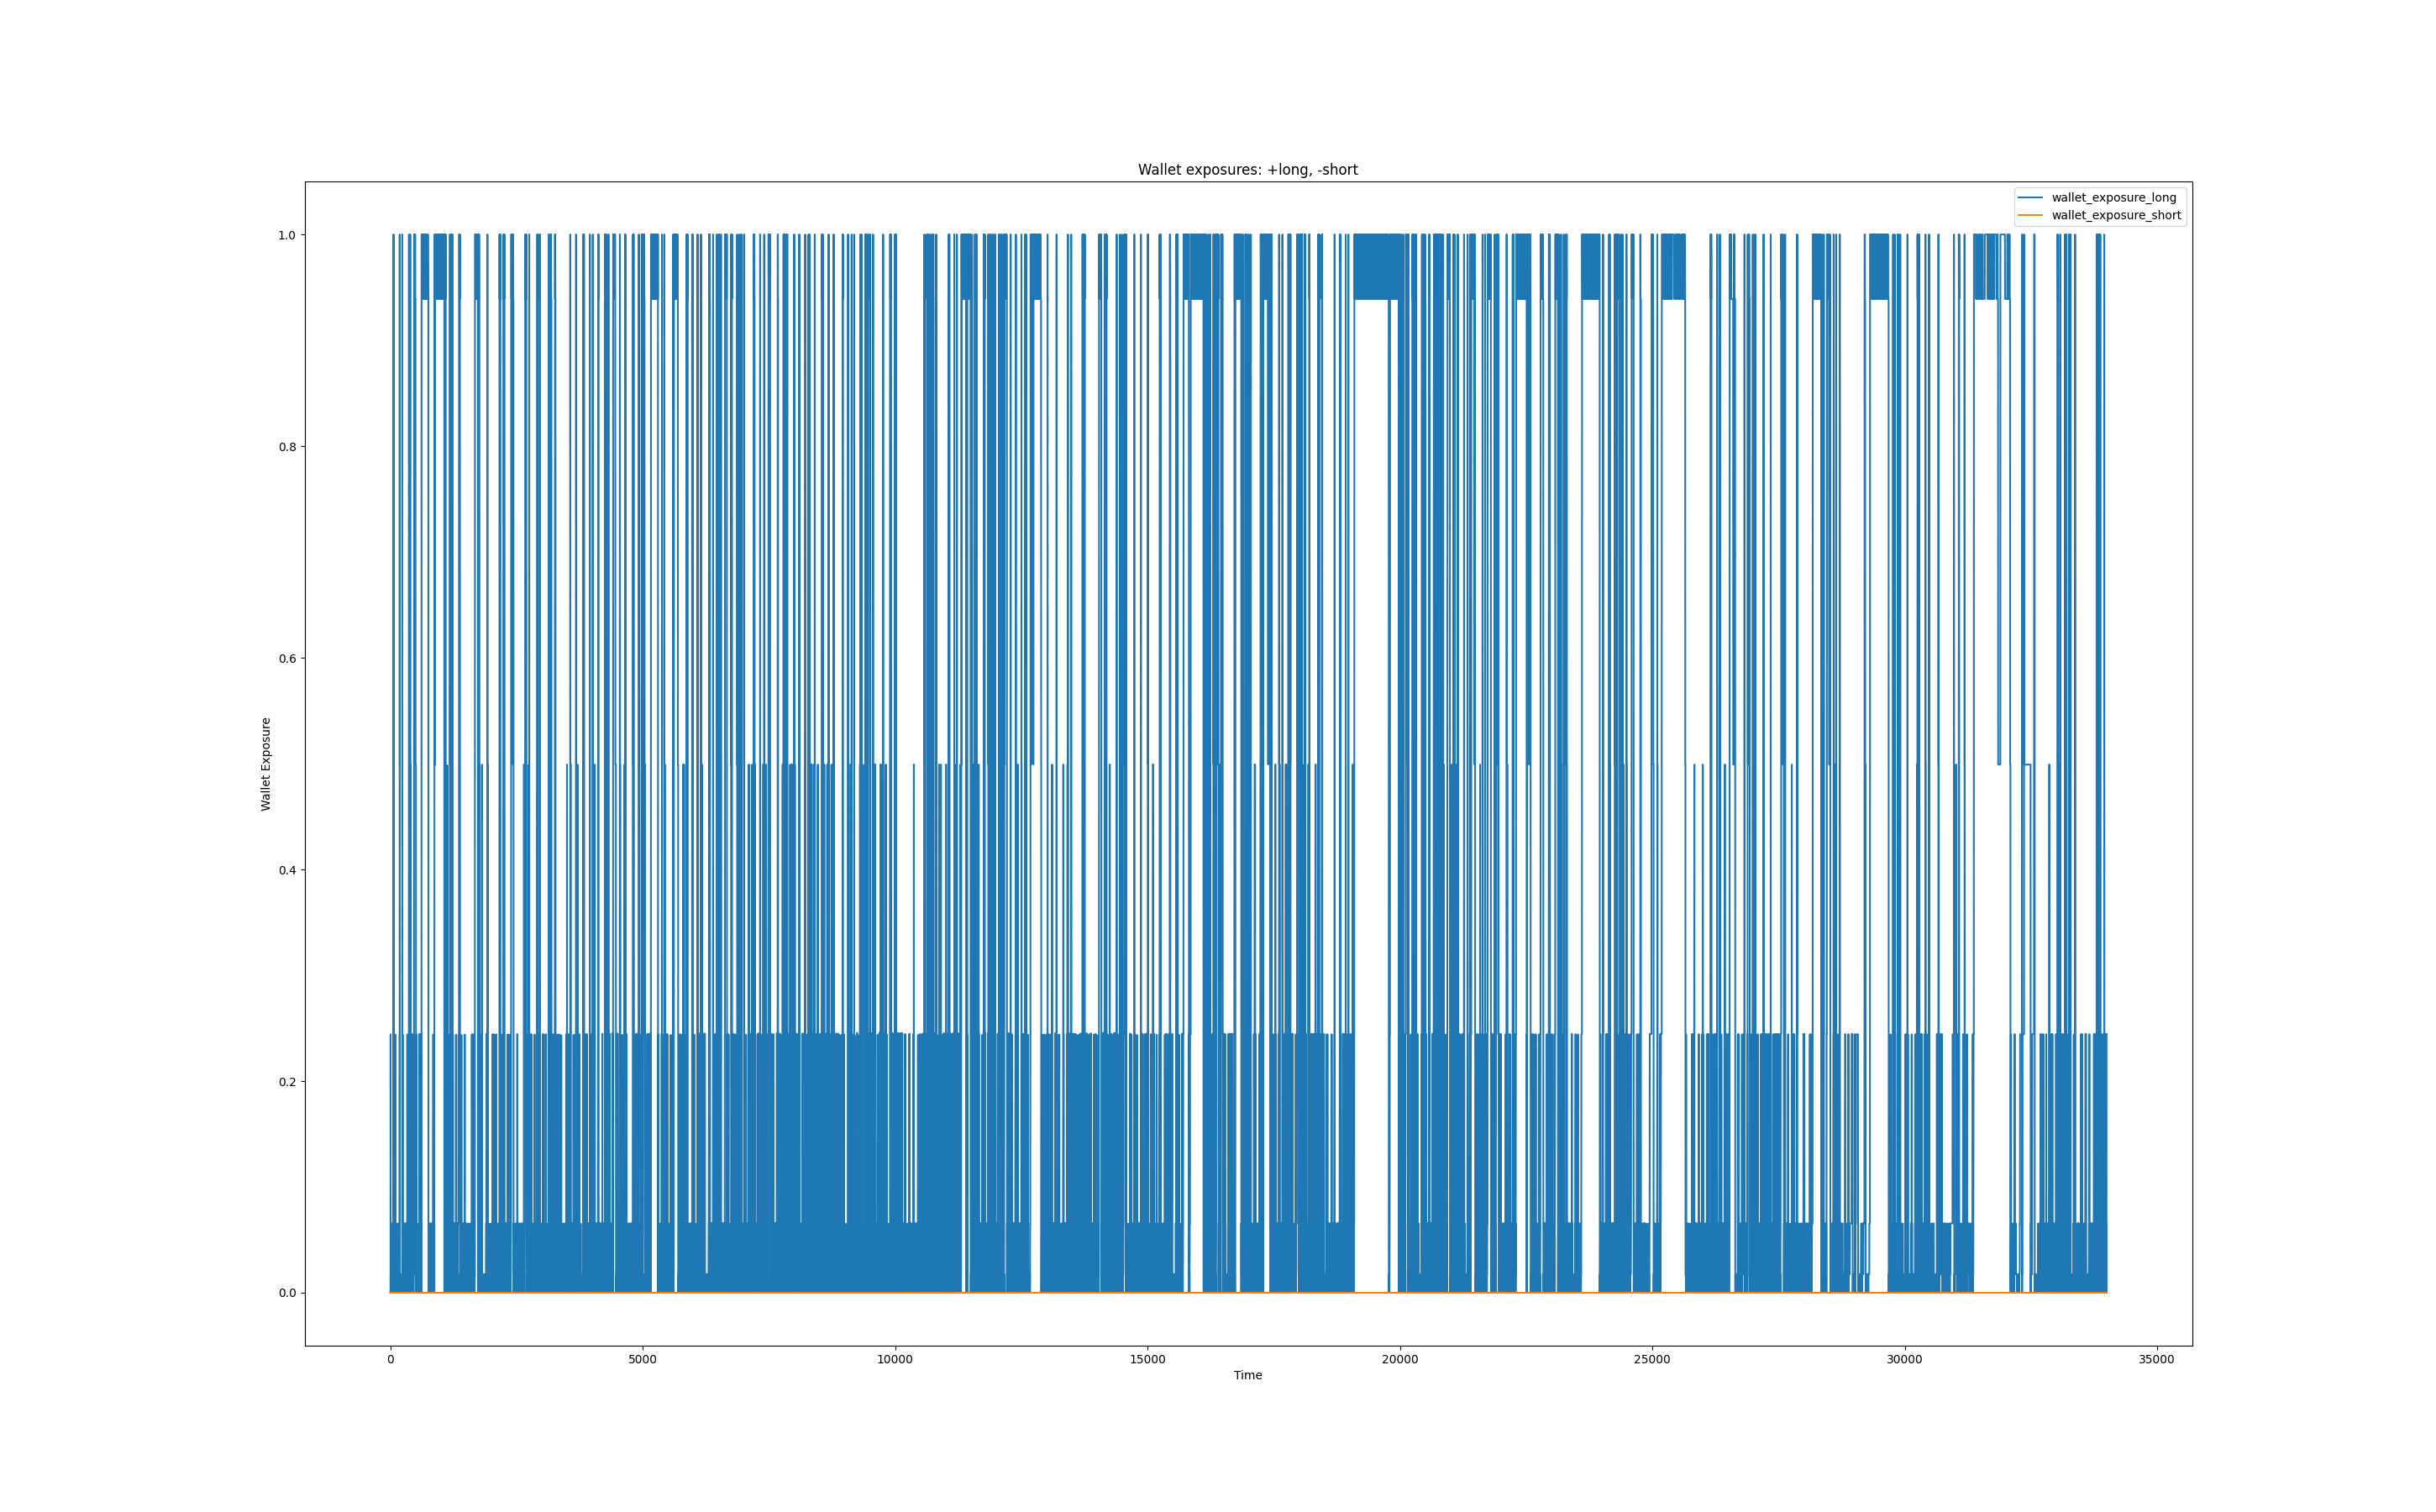 Wallet exposures: +long, -short
wallet_exposure_long
wallet_exposure_short
1.0
0.8
0.6
0.4
0.2
0.0
Wallet Exposure
0 5000 10000 15000 20000 25000 30000 35000
Time